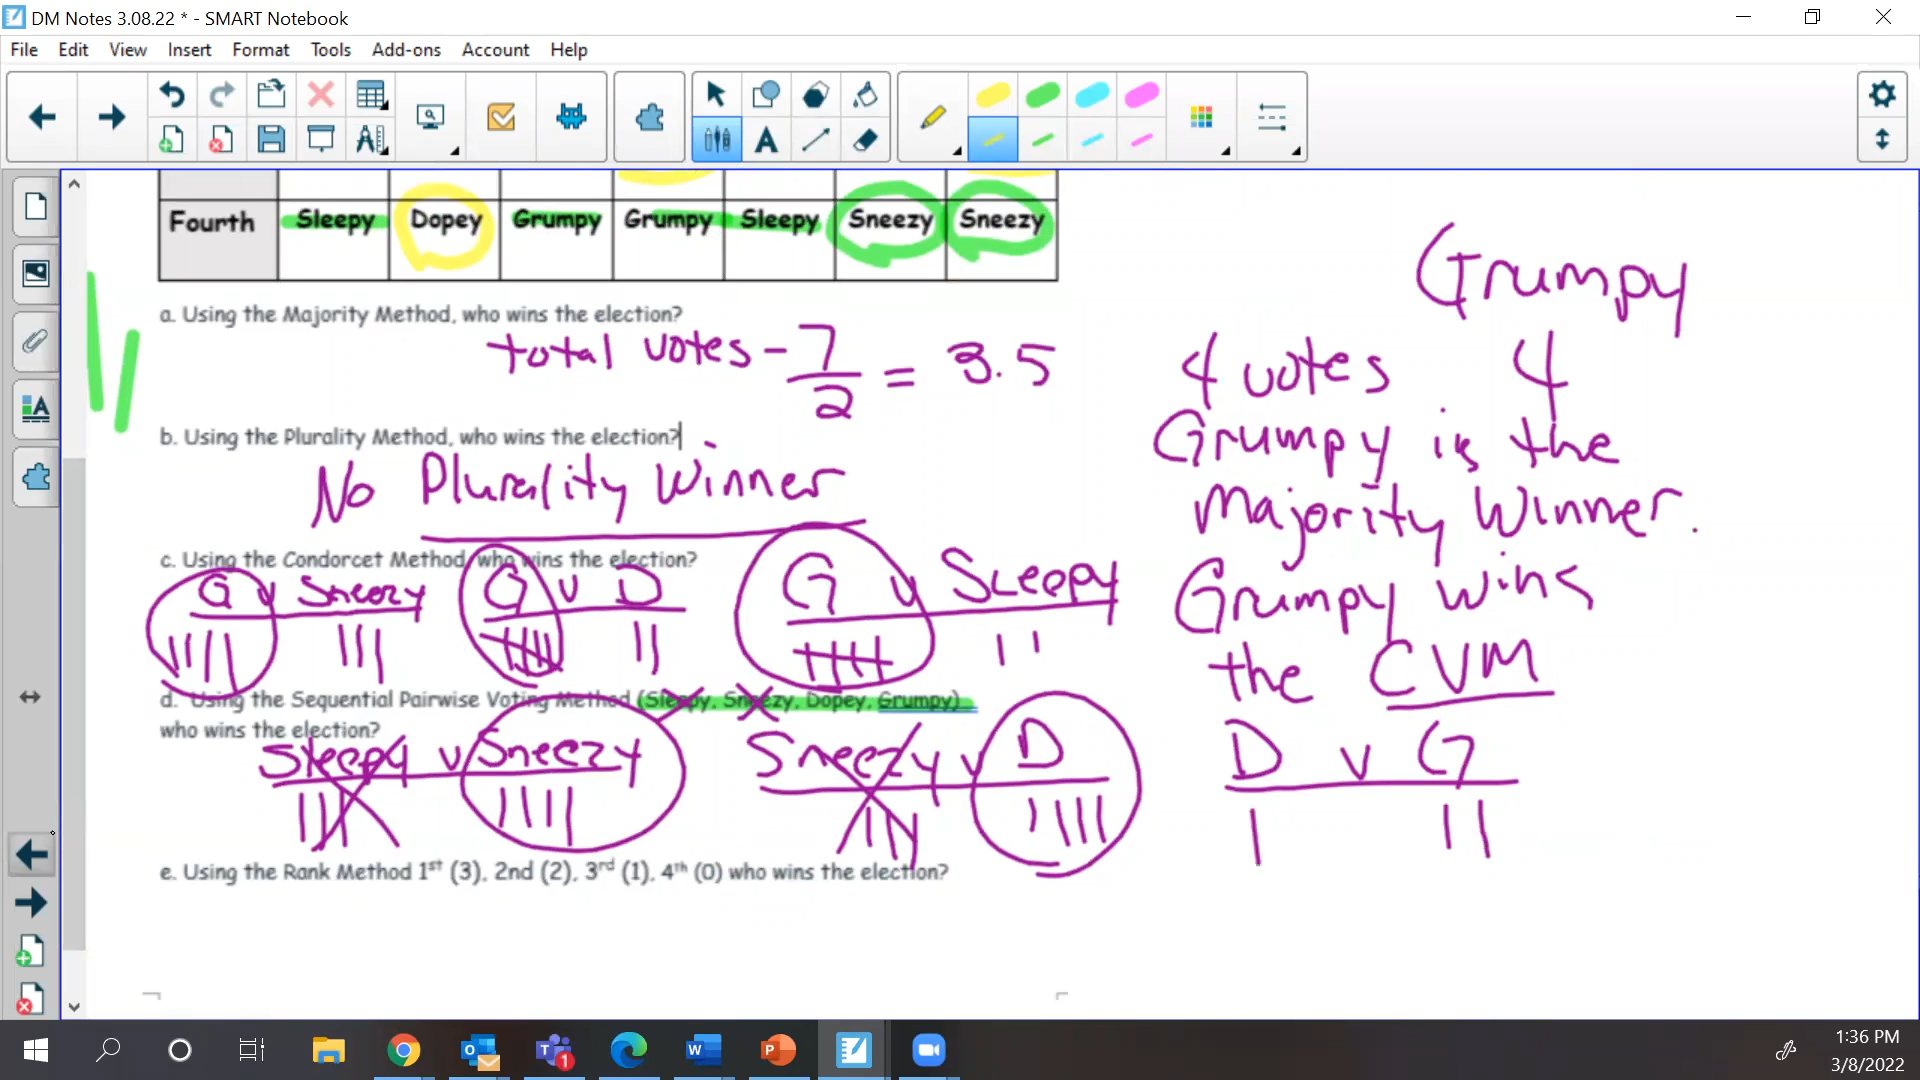 DM Notes 3.08.22 * - SMART Notebook
File Edit View Insert Format Tools Add-ons Account Help
Fourth Sleepy Dopey Grumpy Grumpy Sleepy Sneezy Sneezy
Grumpy
a. Using the Majority Method, who wins the election?
total votes - 7/2 = 3.5
4 votes 4
b. Using the Plurality Method, who wins the election?
Grumpy is the
No Plurality Winner
Majority Winner.
c. Using the Condorcet Method, who wins the election?
G v Sneezy G v D G v Sleepy
Grumpy wins
the CVM
d. Using the Sequential Pairwise Voting Method (Sleepy, Sneezy, Dopey, Grumpy)
who wins the election?
Sleepy v Sneezy Sneezy v D D v G
e. Using the Rank Method 1st (3), 2nd (2), 3rd (1), 4th (0) who wins the election?
1:36 PM
3/8/2022